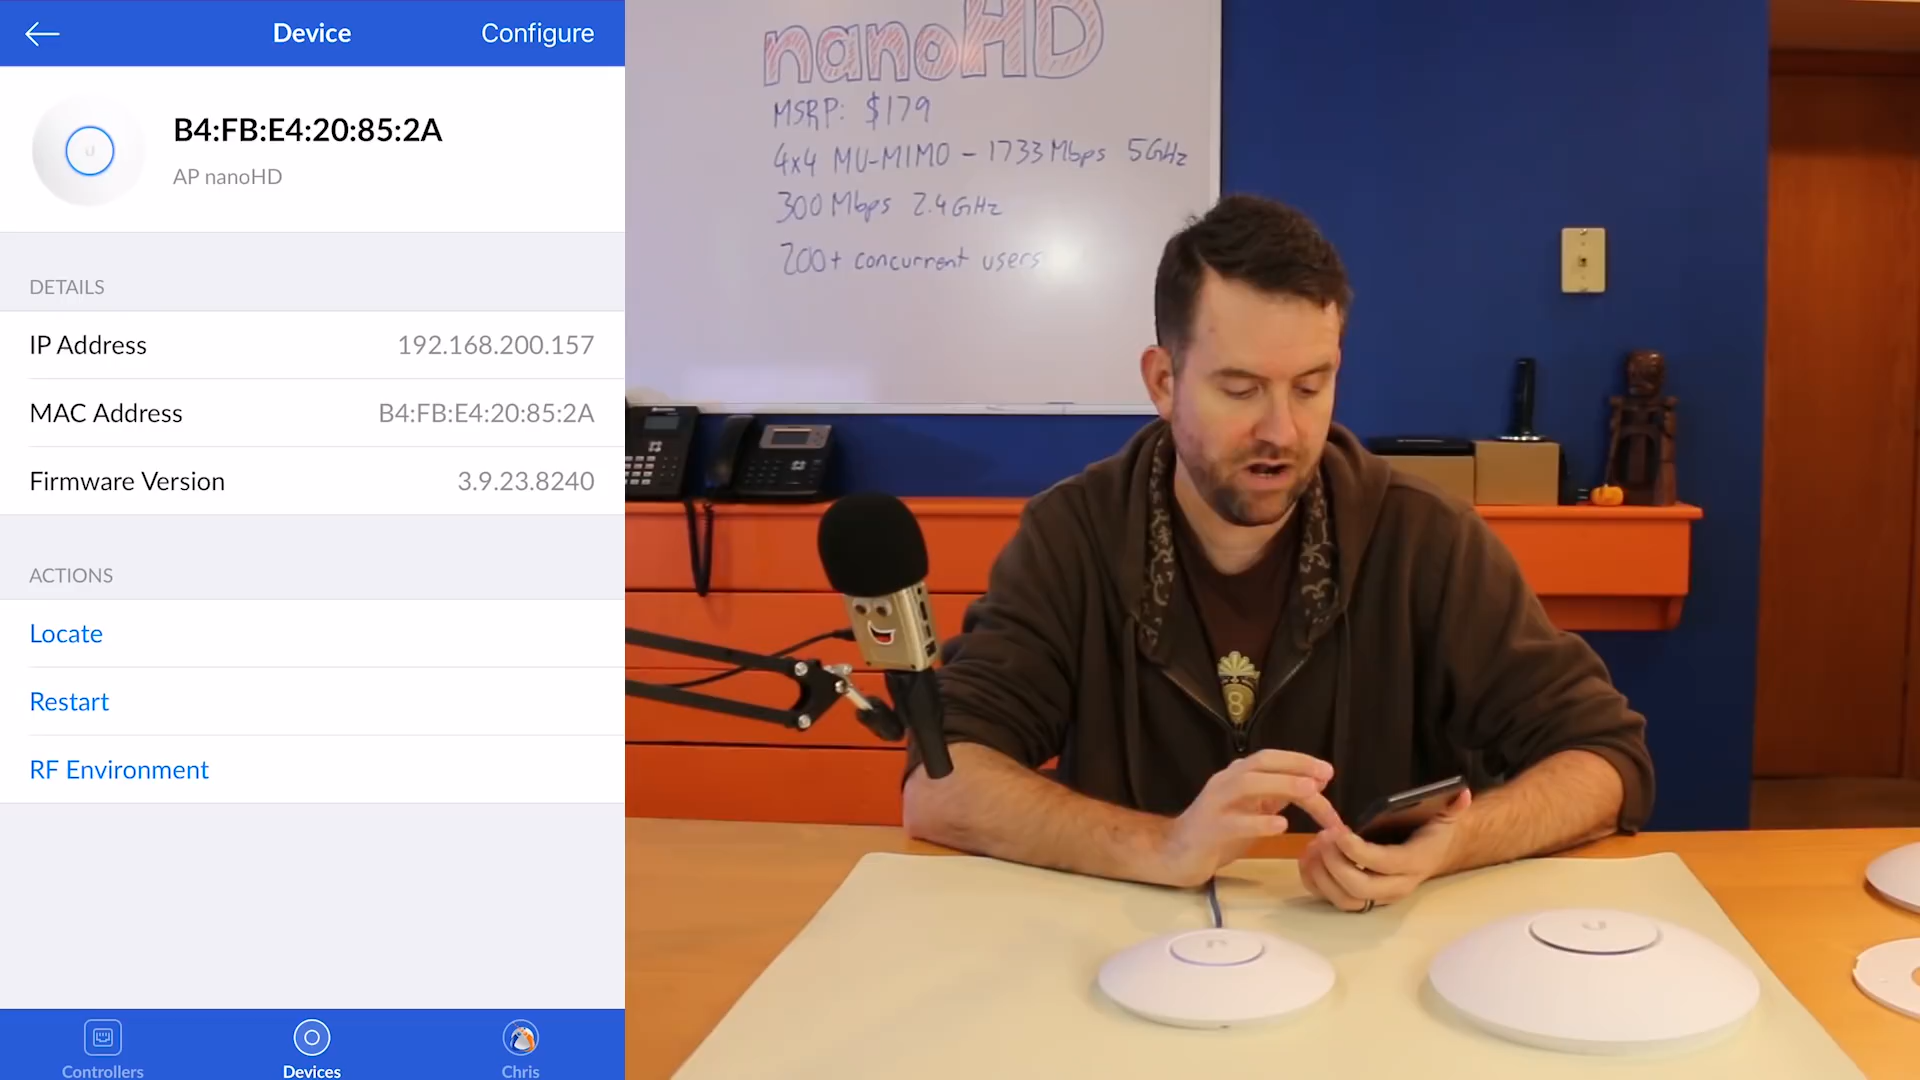 Device
Configure
B4:FB:E4:20:85:2A
AP nanoHD
DETAILS
IP Address 192.168.200.157
MAC Address B4:FB:E4:20:85:2A
Firmware Version 3.9.23.8240
ACTIONS
Locate
Restart
RF Environment
Controllers
Devices
Chris
nanoHD
MSRP: $179
4x4 MU-MIMO - 1733 Mbps 5GHz
300 Mbps 2.4GHz
200+ concurrent users
8